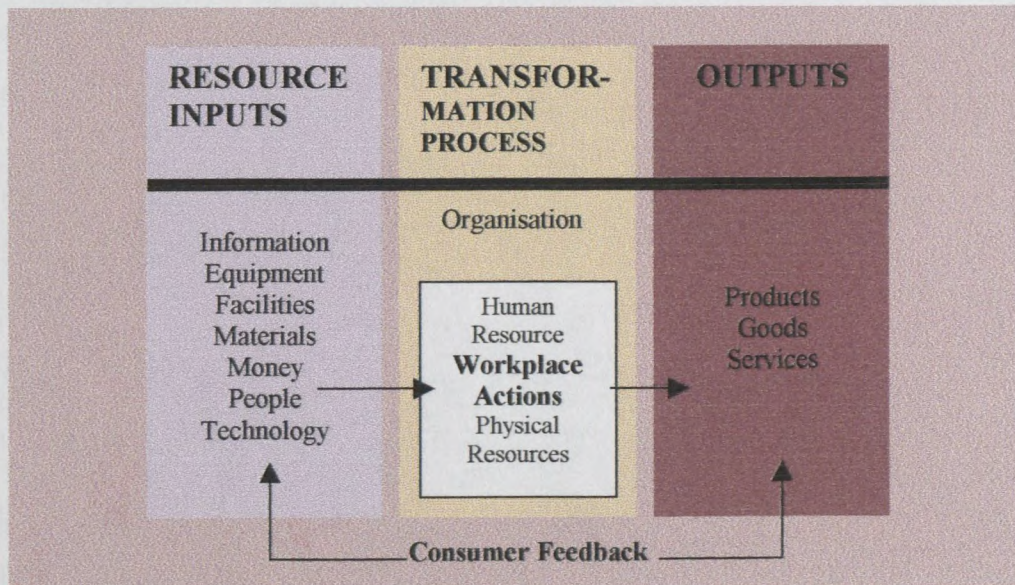 RESOURCE
INPUTS
TRANSFOR-
MATION
PROCESS
OUTPUTS
Information
Equipment
Facilities
Materials
Money
People
Technology
Organisation
Human
Resource
Workplace
Actions
Physical
Resources
Products
Goods
Services
Consumer Feedback